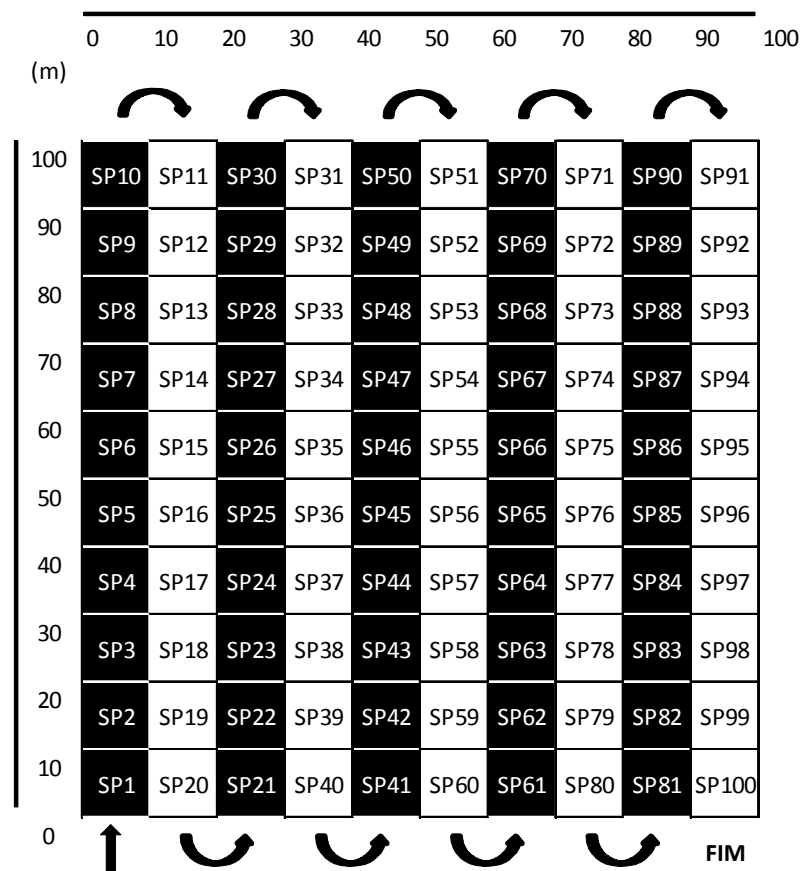 0 10 20 30 40 50 60 70 80 90 100
(m)
100
SP10 SP11 SP30 SP31 SP50 SP51 SP70 SP71 SP90 SP91
90
SP9 SP12 SP29 SP32 SP49 SP52 SP69 SP72 SP89 SP92
80
SP8 SP13 SP28 SP33 SP48 SP53 SP68 SP73 SP88 SP93
70
SP7 SP14 SP27 SP34 SP47 SP54 SP67 SP74 SP87 SP94
60
SP6 SP15 SP26 SP35 SP46 SP55 SP66 SP75 SP86 SP95
50
SP5 SP16 SP25 SP36 SP45 SP56 SP65 SP76 SP85 SP96
40
SP4 SP17 SP24 SP37 SP44 SP57 SP64 SP77 SP84 SP97
30
SP3 SP18 SP23 SP38 SP43 SP58 SP63 SP78 SP83 SP98
20
SP2 SP19 SP22 SP39 SP42 SP59 SP62 SP79 SP82 SP99
10
SP1 SP20 SP21 SP40 SP41 SP60 SP61 SP80 SP81 SP100
0
FIM